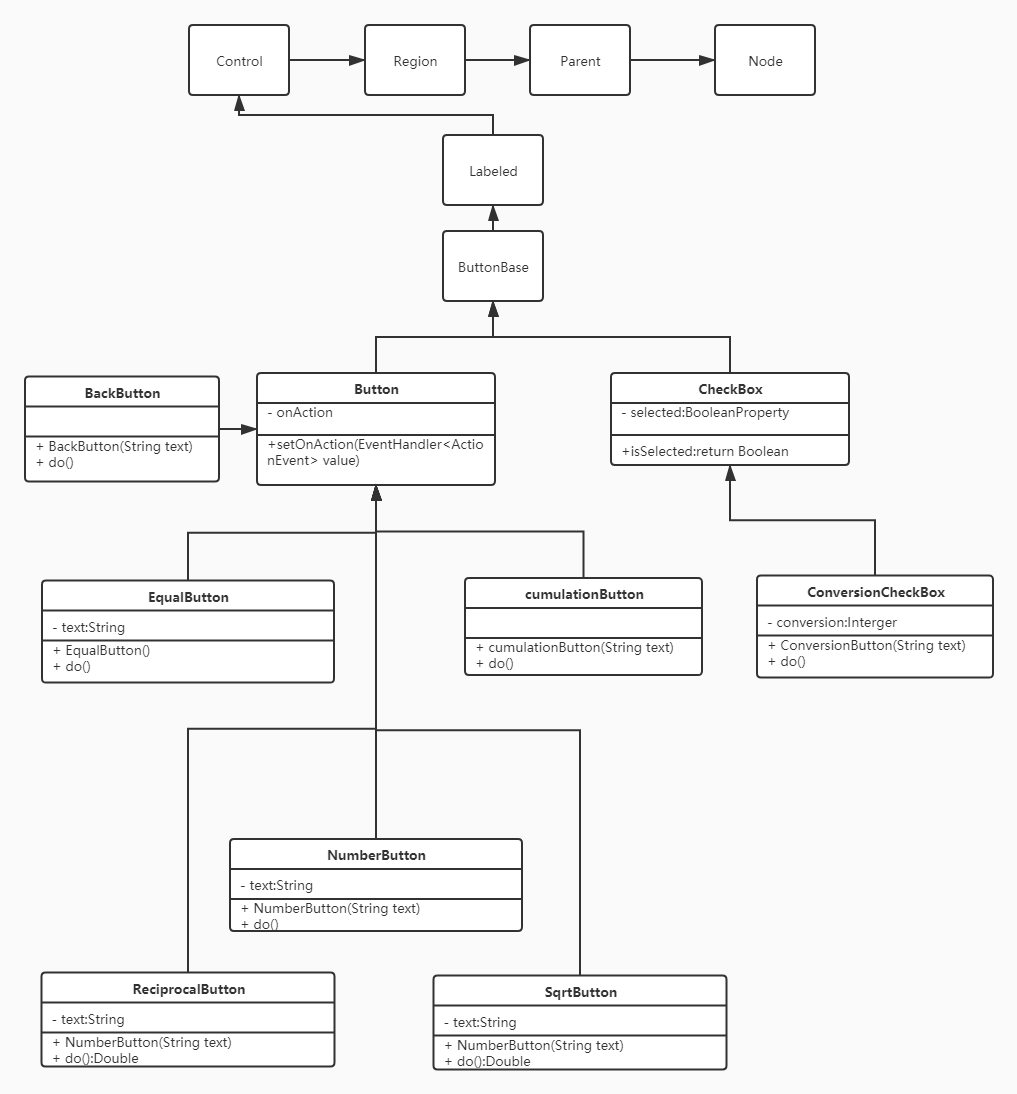 Control
Region
Parent
Node
Labeled
ButtonBase
BackButton
+ BackButton(String text)
+ do()
Button
- onAction
+setOnAction(EventHandler<Actio
nEvent> value)
CheckBox
- selected:BooleanProperty
+isSelected:return Boolean
EqualButton
- text:String
+ EqualButton()
+ do()
cumulationButton
+ cumulationButton(String text)
+ do()
ConversionCheckBox
- conversion:Interger
+ ConversionButton(String text)
+ do()
NumberButton
- text:String
+ NumberButton(String text)
+ do()
ReciprocalButton
- text:String
+ NumberButton(String text)
+ do():Double
SqrtButton
- text:String
+ NumberButton(String text)
+ do():Double